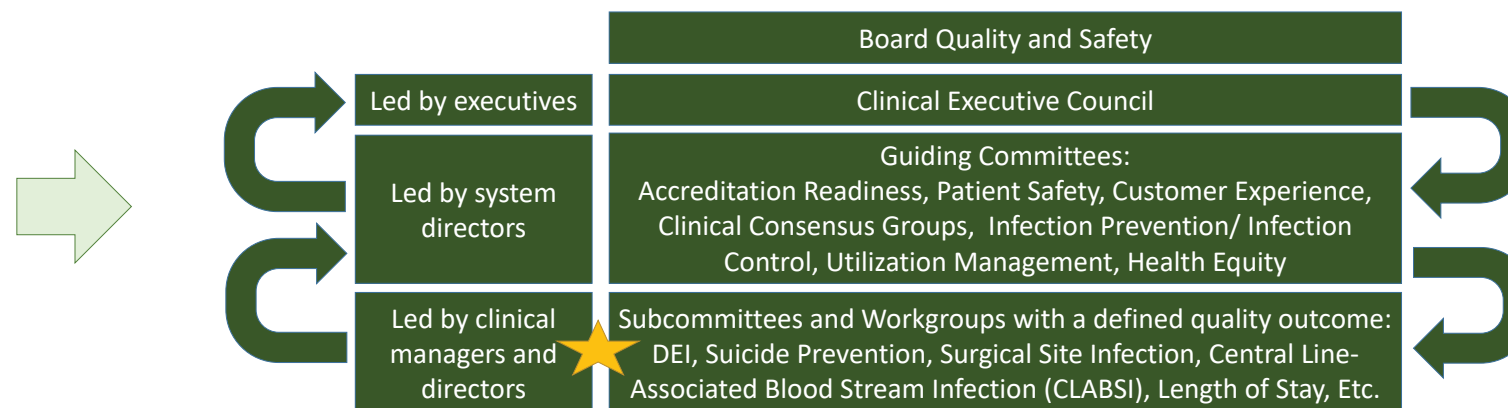 Board Quality and Safety
Led by executives
Clinical Executive Council
Led by system
directors
Guiding Committees:
Accreditation Readiness, Patient Safety, Customer Experience,
Clinical Consensus Groups,  Infection Prevention/ Infection
Control, Utilization Management, Health Equity
Led by clinical
managers and
directors
Subcommittees and Workgroups with a defined quality outcome:
DEI, Suicide Prevention, Surgical Site Infection, Central Line-
Associated Blood Stream Infection (CLABSI), Length of Stay, Etc.